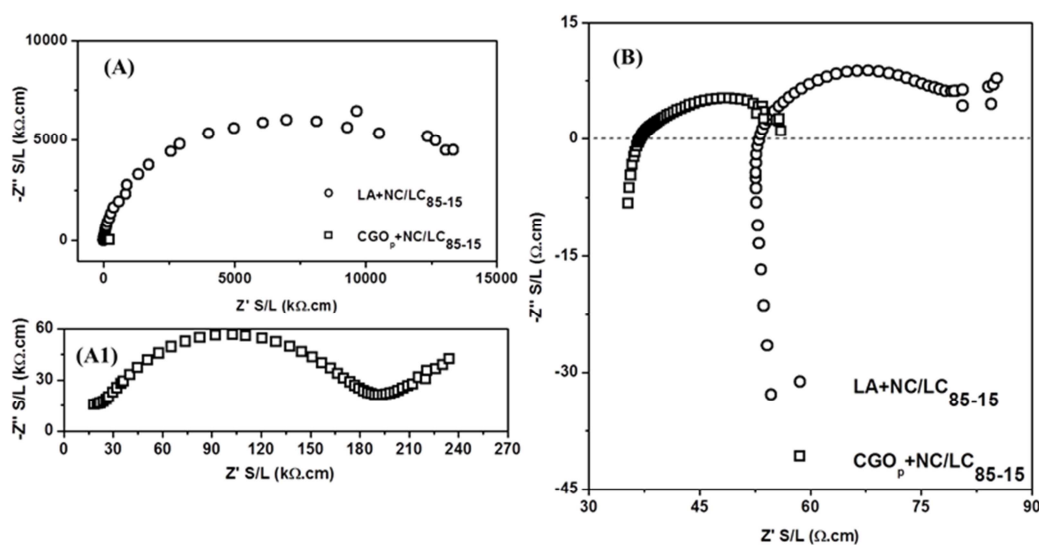 (A)
-Z'' S/L (kΩ.cm)
10000
5000
0
LA+NC/LC85-15
CGOp+NC/LC85-15
0 5000 10000 15000
Z' S/L (kΩ.cm)
(A1)
-Z'' S/L (kΩ.cm)
60
30
0
0 30 60 90 120 150 180 210 240 270
Z' S/L (kΩ.cm)
(B)
-Z'' S/L (Ω.cm)
15
0
-15
-30
-45
LA+NC/LC85-15
CGOp+NC/LC85-15
30 45 60 75 90
Z' S/L (Ω.cm)